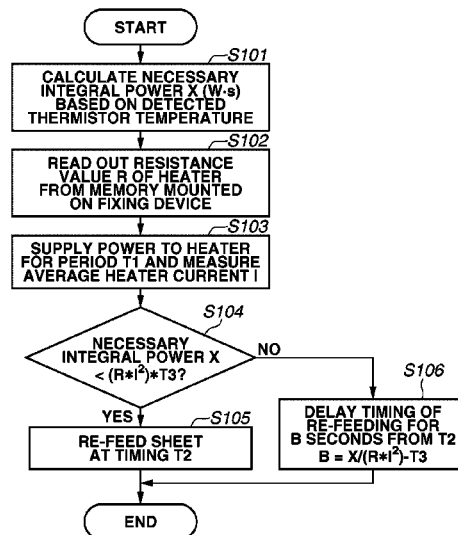 START
S101
CALCULATE NECESSARY
INTEGRAL POWER X (W·s)
BASED ON DETECTED
THERMISTOR TEMPERATURE
S102
READ OUT RESISTANCE
VALUE R OF HEATER
FROM MEMORY MOUNTED
ON FIXING DEVICE
S103
SUPPLY POWER TO HEATER
FOR PERIOD T1 AND MEASURE
AVERAGE HEATER CURRENT I
S104
NECESSARY
INTEGRAL POWER X
< (R*I²)*T3?
NO
YES
S105
RE-FEED SHEET
AT TIMING T2
S106
DELAY TIMING OF
RE-FEEDING FOR
B SECONDS FROM T2
B = X/(R*I²)-T3
END